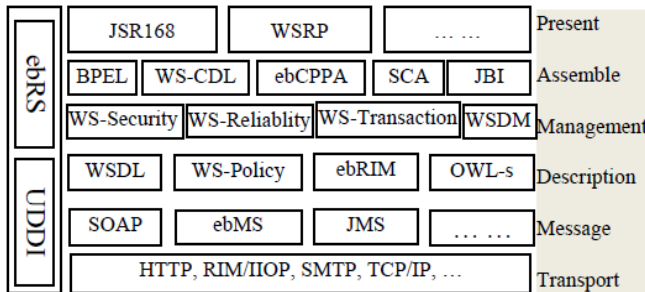 ebRS
UDDI
JSR168 WSRP … … Present
BPEL WS-CDL ebCPPA SCA JBI Assemble
WS-Security WS-Reliablity WS-Transaction WSDM Management
WSDL WS-Policy ebRIM OWL-s Description
SOAP ebMS JMS … … Message
HTTP, RIM/IIOP, SMTP, TCP/IP, … Transport